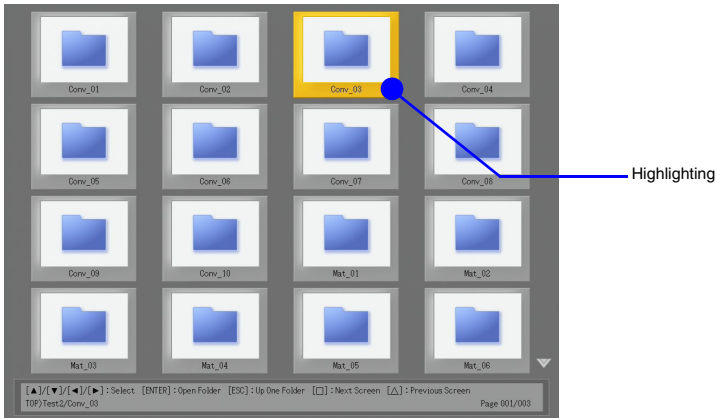 Conv_01 Conv_02 Conv_03 Conv_04
Conv_05 Conv_06 Conv_07 Conv_08
Highlighting
Conv_09 Conv_10 Mat_01 Mat_02
Mat_03 Mat_04 Mat_05 Mat_06
[▲]/[▼]/[◀]/[▶]:Select [ENTER]:Open Folder [ESC]:Up One Folder [□]:Next Screen [△]:Previous Screen
TOP)Test2/Conv_03 Page 001/003